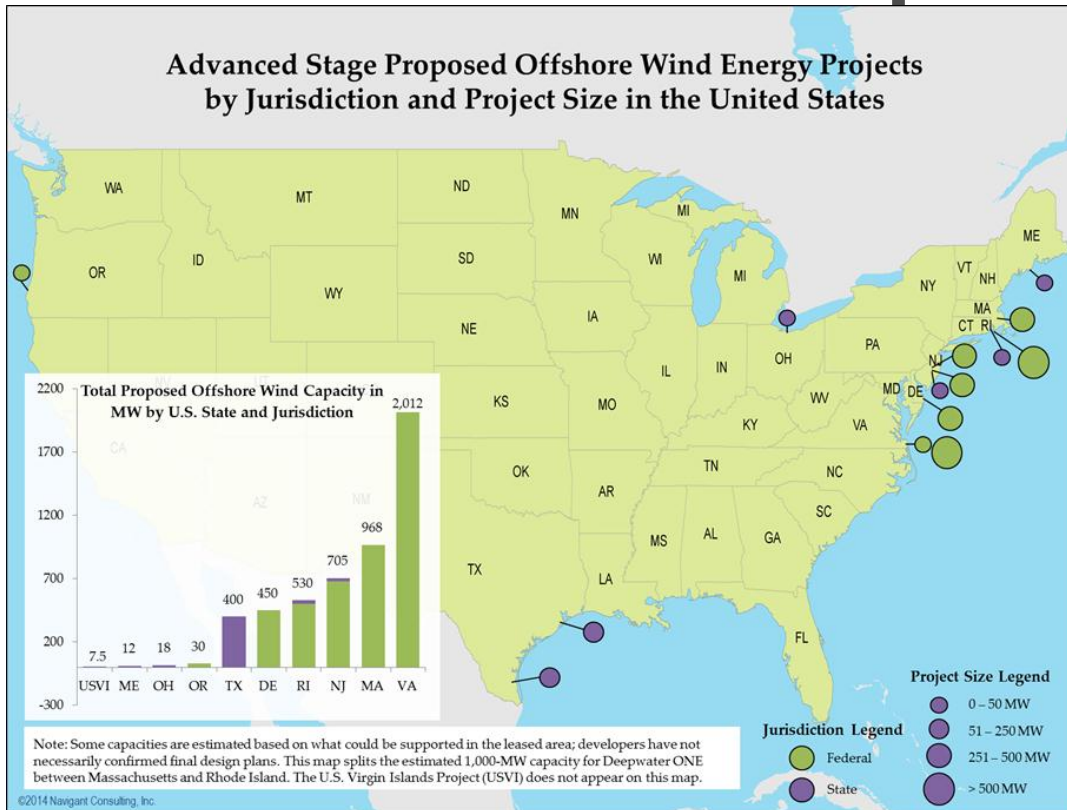 Advanced Stage Proposed Offshore Wind Energy Projects
by Jurisdiction and Project Size in the United States
WA
MT
ND
MN
MI
ME
OR
ID
SD
WI
MI
NY
VT
NH
WY
MA
CT RI
NE
IA
PA
OH
NJ
IL
IN
MD
DE
WV
KS
MO
KY
VA
OK
AR
TN
NC
SC
MS
AL
GA
TX
LA
FL
Total Proposed Offshore Wind Capacity in
MW by U.S. State and Jurisdiction
NV
UT
CA
AZ
NM
2200
1700
1200
700
200
-300
7.5
12
18
30
400
450
530
705
968
2,012
USVI ME OH OR TX DE RI NJ MA VA
Project Size Legend
0 – 50 MW
51 – 250 MW
251 – 500 MW
> 500 MW
Jurisdiction Legend
Federal
State
Note: Some capacities are estimated based on what could be supported in the leased area; developers have not
necessarily confirmed final design plans. This map splits the estimated 1,000-MW capacity for Deepwater ONE
between Massachusetts and Rhode Island. The U.S. Virgin Islands Project (USVI) does not appear on this map.
©2014 Navigant Consulting, Inc.